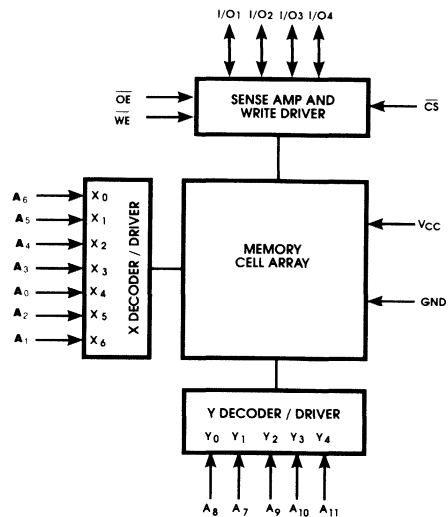 I/O1 I/O2 I/O3 I/O4
OE
WE
SENSE AMP AND
WRITE DRIVER
CS
A6
A5
A4
A3
A0
A2
A1
X0
X1
X2
X3
X4
X5
X6
X DECODER / DRIVER
MEMORY
CELL ARRAY
VCC
GND
Y DECODER / DRIVER
Y0 Y1 Y2 Y3 Y4
A8 A7 A9 A10 A11